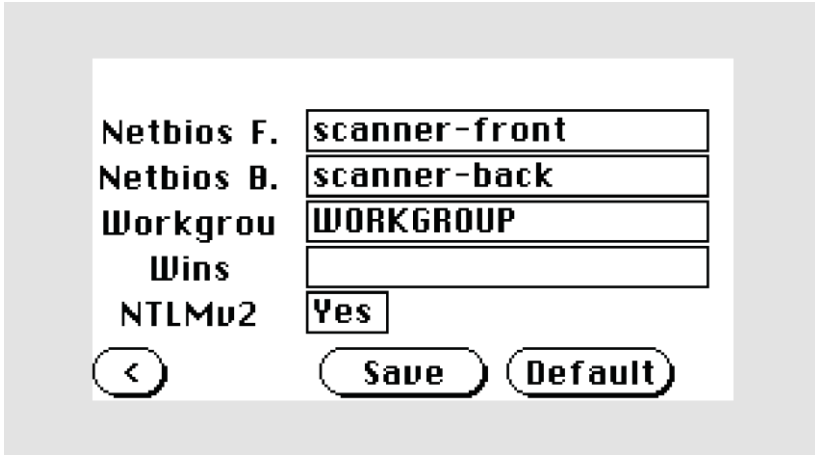 Netbios F. scanner-front
Netbios B. scanner-back
Workgrou WORKGROUP
Wins
NTLMv2 Yes
< Save Default